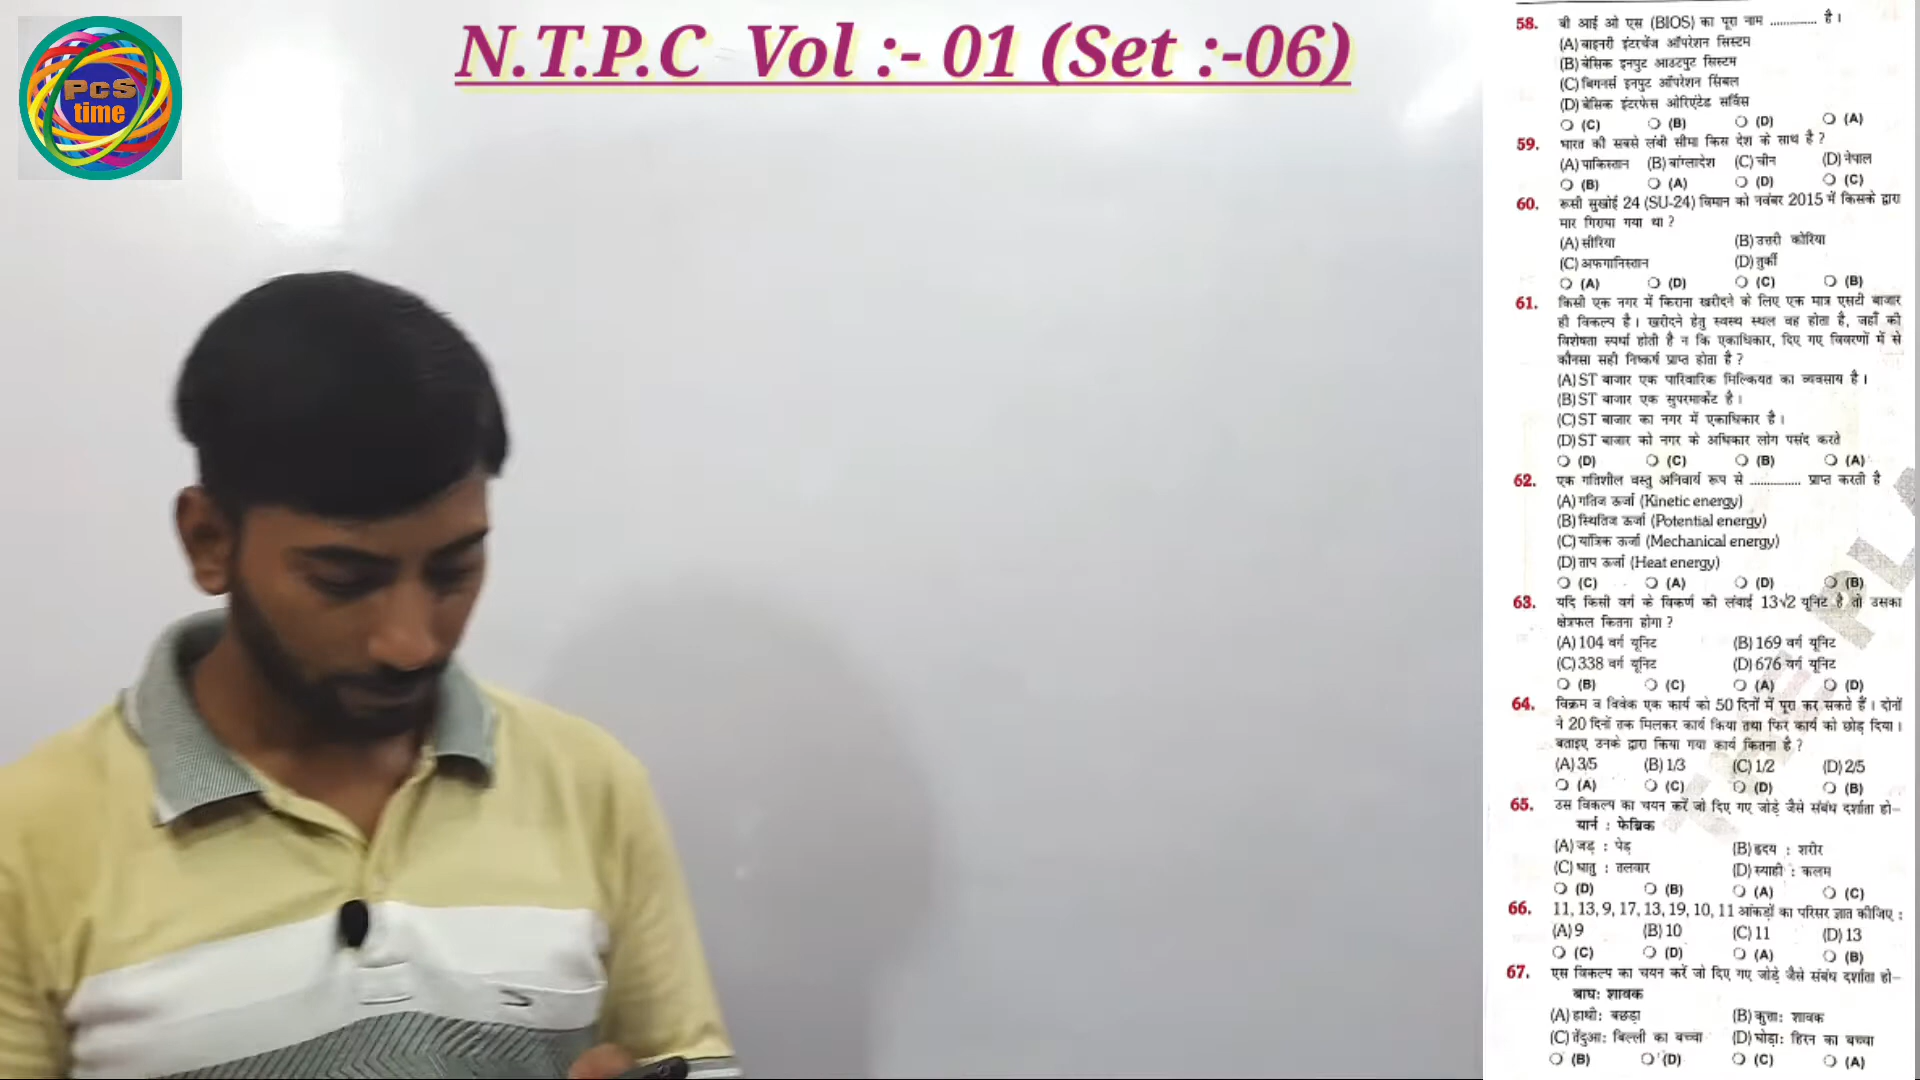 PcS
time
N.T.P.C Vol :- 01 (Set :-06)
58. बी आई ओ एस (BIOS) का पूरा नाम ............. है।
(A) बाइनरी इंटरचेंज ऑपरेशन सिस्टम
(B) बेसिक इनपुट आउटपुट सिस्टम
(C) बिगनर्स इनपुट ऑपरेशन सिंबल
(D) बेसिक इंटरफेस ओरिएंटेड सर्विस
(C) (B) (D) (A)
59. भारत की सबसे लंबी सीमा किस देश के साथ है ?
(A) पाकिस्तान (B) बांग्लादेश (C) चीन (D) नेपाल
(B) (A) (D) (C)
60. रूसी सुखोई 24 (SU-24) विमान को नवंबर 2015 में किसके द्वारा
मार गिराया गया था ?
(A) सीरिया (B) उत्तरी कोरिया
(C) अफगानिस्तान (D) तुर्की
(A) (D) (C) (B)
61. किसी एक नगर में किराना खरीदने के लिए एक मात्र एसटी बाजार
ही विकल्प है। खरीदने हेतु स्वस्थ स्थल वह होता है, जहाँ की
विशेषता स्पर्धा होती है न कि एकाधिकार, दिए गए विवरणों में से
कौनसा सही निष्कर्ष प्राप्त होता है ?
(A) ST बाजार एक पारिवारिक मिल्कियत का व्यवसाय है।
(B) ST बाजार एक सुपरमार्केट है।
(C) ST बाजार का नगर में एकाधिकार है।
(D) ST बाजार को नगर के अधिकार लोग पसंद करते
(D) (C) (B) (A)
62. एक गतिशील वस्तु अनिवार्य रूप से .............. प्राप्त करती है
(A) गतिज ऊर्जा (Kinetic energy)
(B) स्थितिज ऊर्जा (Potential energy)
(C) यांत्रिक ऊर्जा (Mechanical energy)
(D) ताप ऊर्जा (Heat energy)
(C) (A) (D) (B)
63. यदि किसी वर्ग के विकर्ण की लंबाई 13√2 यूनिट है तो उसका
क्षेत्रफल कितना होगा ?
(A) 104 वर्ग यूनिट (B) 169 वर्ग यूनिट
(C) 338 वर्ग यूनिट (D) 676 वर्ग यूनिट
(B) (C) (A) (D)
64. विक्रम व विवेक एक कार्य को 50 दिनों में पूरा कर सकते हैं। दोनों
ने 20 दिनों तक मिलकर कार्य किया तथा फिर कार्य को छोड़ दिया।
बताइए उनके द्वारा किया गया कार्य कितना है ?
(A) 3/5 (B) 1/3 (C) 1/2 (D) 2/5
(A) (C) (D) (B)
65. उस विकल्प का चयन करें जो दिए गए जोड़े जैसे संबंध दर्शाता हो–
यार्न : फेब्रिक
(A) जड़ : पेड़ (B) हृदय : शरीर
(C) धातु : तलवार (D) स्याही : कलम
(D) (B) (A) (C)
66. 11, 13, 9, 17, 13, 19, 10, 11 आंकड़ों का परिसर ज्ञात कीजिए :
(A) 9 (B) 10 (C) 11 (D) 13
(C) (D) (A) (B)
67. एस विकल्प का चयन करें जो दिए गए जोड़े जैसे संबंध दर्शाता हो–
बाघ: शावक
(A) हाथी: बछड़ा (B) कुत्ता: शावक
(C) तेंदुआ: बिल्ली का बच्चा (D) घोड़ा: हिरन का बच्चा
(B) (D) (C) (A)